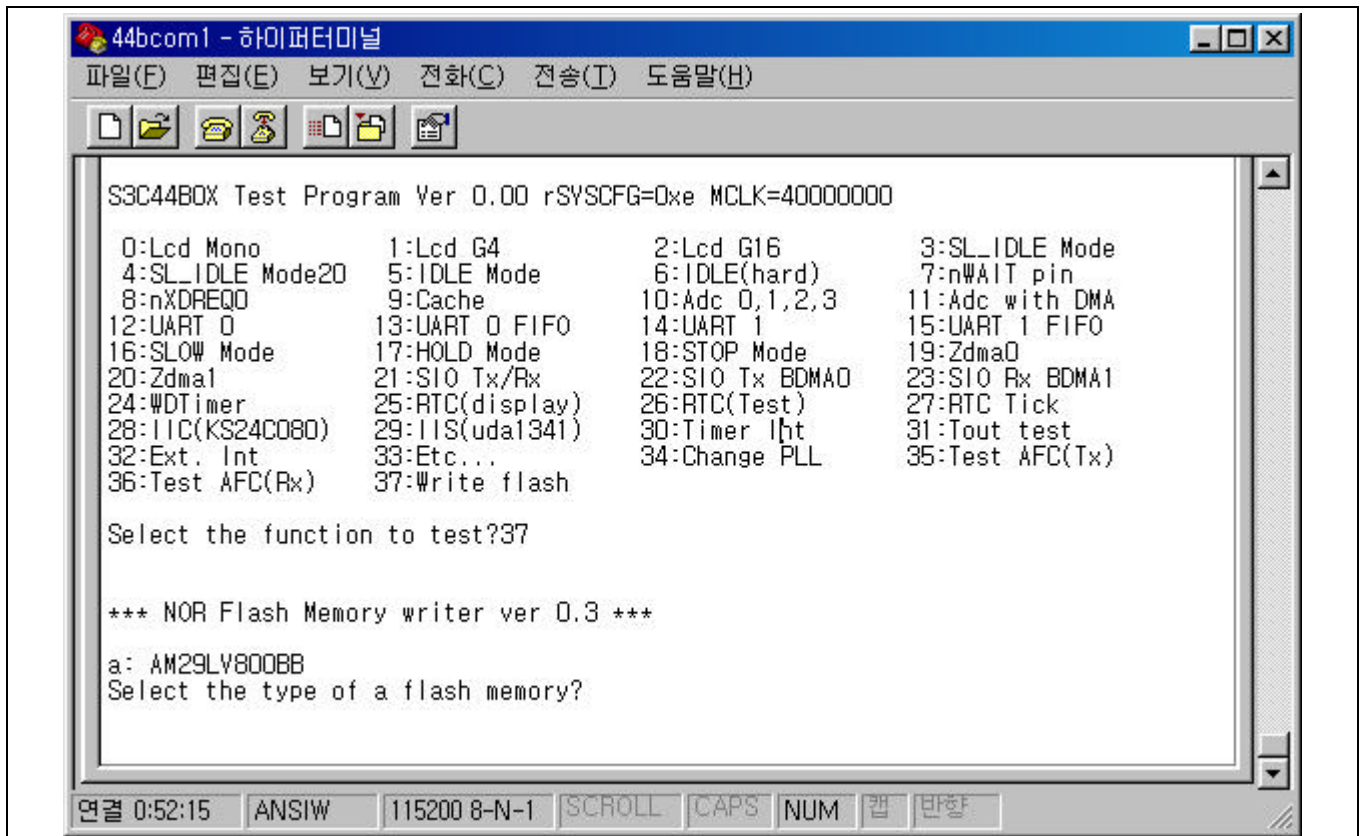 44bcom1 - 하이퍼터미널
파일(F) 편집(E) 보기(V) 전화(C) 전송(T) 도움말(H)
S3C44B0X Test Program Ver 0.00 rSYSCFG=0xe MCLK=40000000
0:Lcd Mono 1:Lcd G4 2:Lcd G16 3:SL_IDLE Mode
4:SL_IDLE Mode20 5:IDLE Mode 6:IDLE(hard) 7:nWAIT pin
8:nXDREQ0 9:Cache 10:Adc 0,1,2,3 11:Adc with DMA
12:UART 0 13:UART 0 FIFO 14:UART 1 15:UART 1 FIFO
16:SLOW Mode 17:HOLD Mode 18:STOP Mode 19:Zdma0
20:Zdma1 21:SIO Tx/Rx 22:SIO Tx BDMA0 23:SIO Rx BDMA1
24:WDTimer 25:RTC(display) 26:RTC(Test) 27:RTC Tick
28:IIC(KS24C080) 29:IIS(uda1341) 30:Timer Int 31:Tout test
32:Ext. Int 33:Etc... 34:Change PLL 35:Test AFC(Tx)
36:Test AFC(Rx) 37:Write flash
Select the function to test?37
*** NOR Flash Memory writer ver 0.3 ***
a: AM29LV800BB
Select the type of a flash memory?
연결 0:52:15 ANSIW 115200 8-N-1 SCROLL CAPS NUM 캡 반향